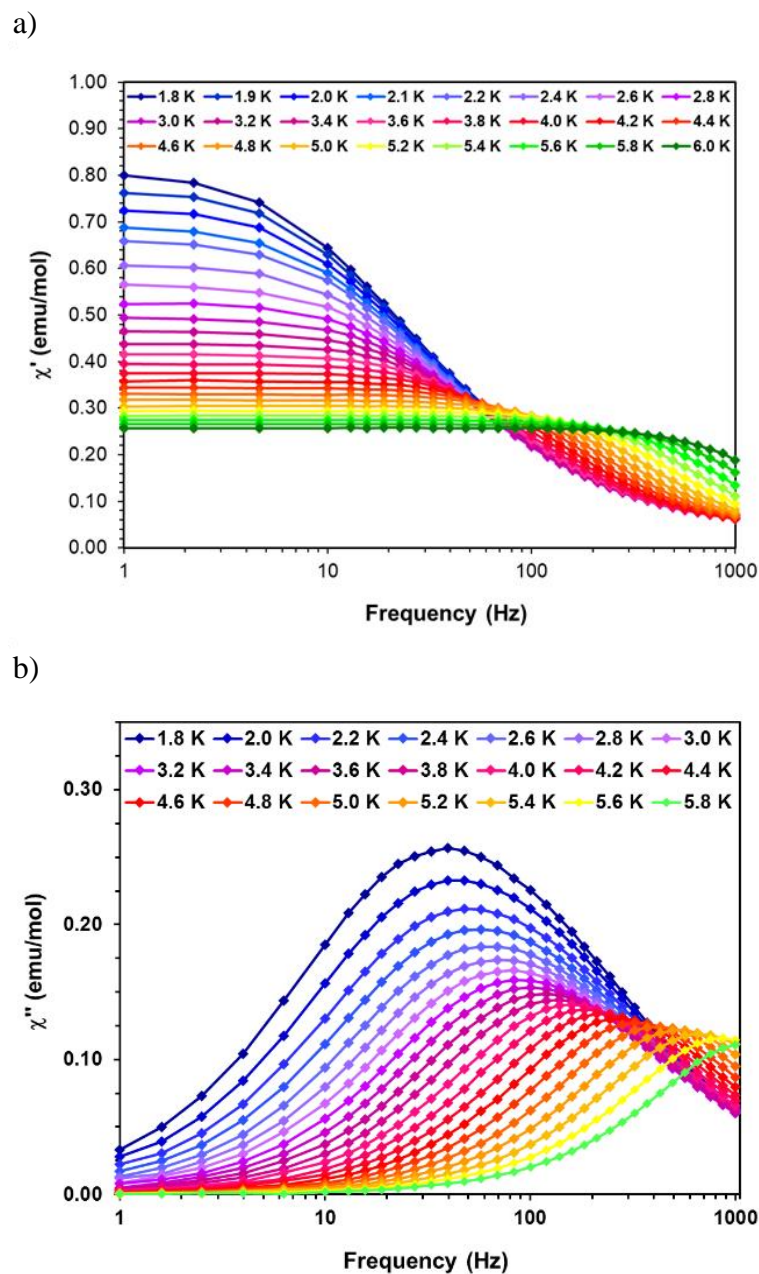 a)
1.00
1.8 K 1.9 K 2.0 K 2.1 K 2.2 K 2.4 K 2.6 K 2.8 K
0.90
3.0 K 3.2 K 3.4 K 3.6 K 3.8 K 4.0 K 4.2 K 4.4 K
4.6 K 4.8 K 5.0 K 5.2 K 5.4 K 5.6 K 5.8 K 6.0 K
0.80
0.70
0.60
0.50
0.40
0.30
0.20
0.10
0.00
χ' (emu/mol)
1 10 100 1000
Frequency (Hz)
b)
1.8 K 2.0 K 2.2 K 2.4 K 2.6 K 2.8 K 3.0 K
3.2 K 3.4 K 3.6 K 3.8 K 4.0 K 4.2 K 4.4 K
0.30
4.6 K 4.8 K 5.0 K 5.2 K 5.4 K 5.6 K 5.8 K
0.20
0.10
0.00
χ" (emu/mol)
1 10 100 1000
Frequency (Hz)